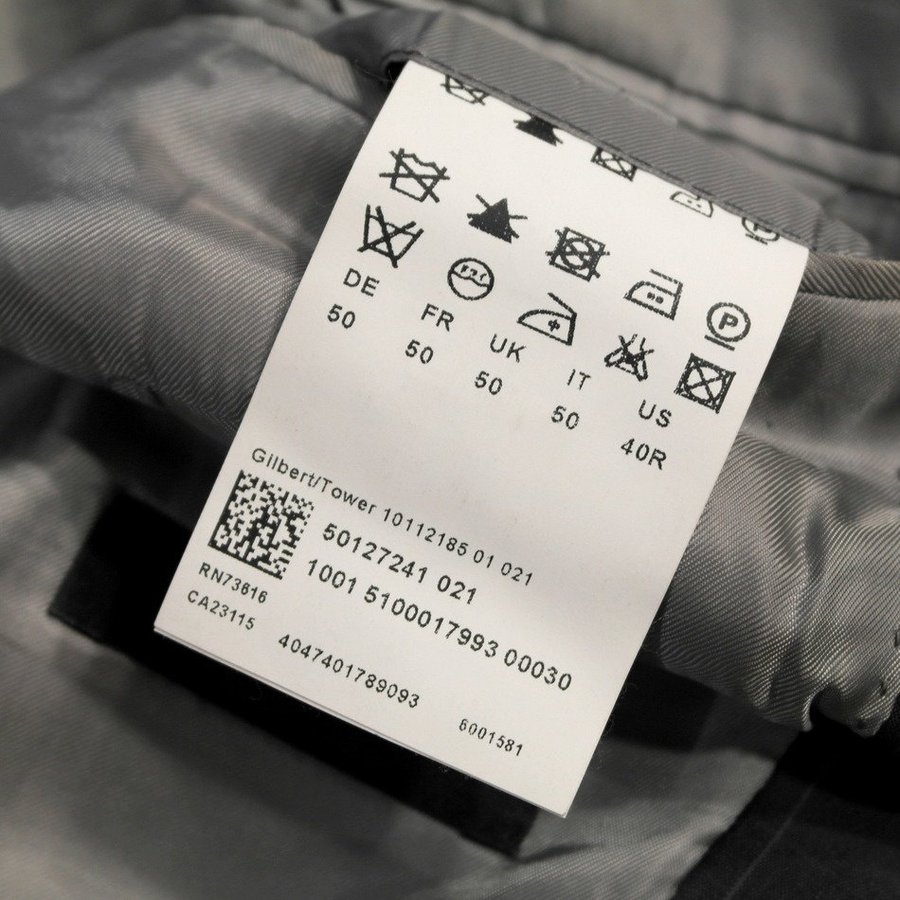 DE FR UK IT US
50 50 50 50 40R
Gilbert/Tower 10112185 01 021
50127241 021
1001 5100017993 00030
RN73616
CA23115
4047401789093
6001581